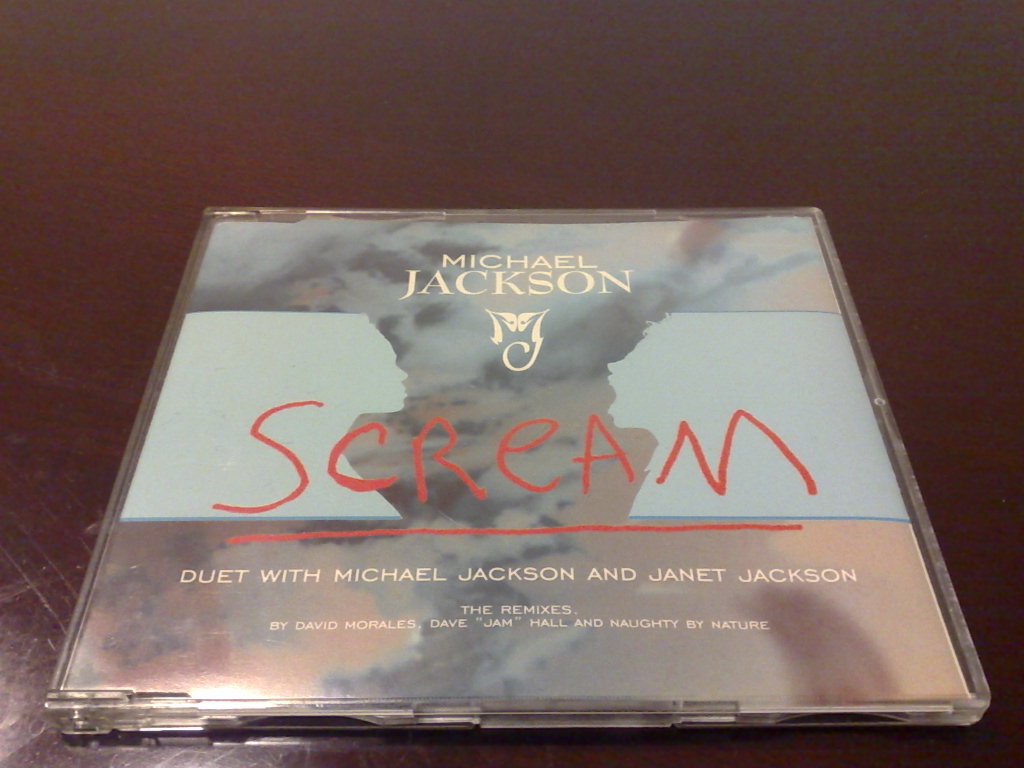 MICHAEL
JACKSON
MJ
SCREAM
DUET WITH MICHAEL JACKSON AND JANET JACKSON
THE REMIXES.
BY DAVID MORALES, DAVE "JAM" HALL AND NAUGHTY BY NATURE